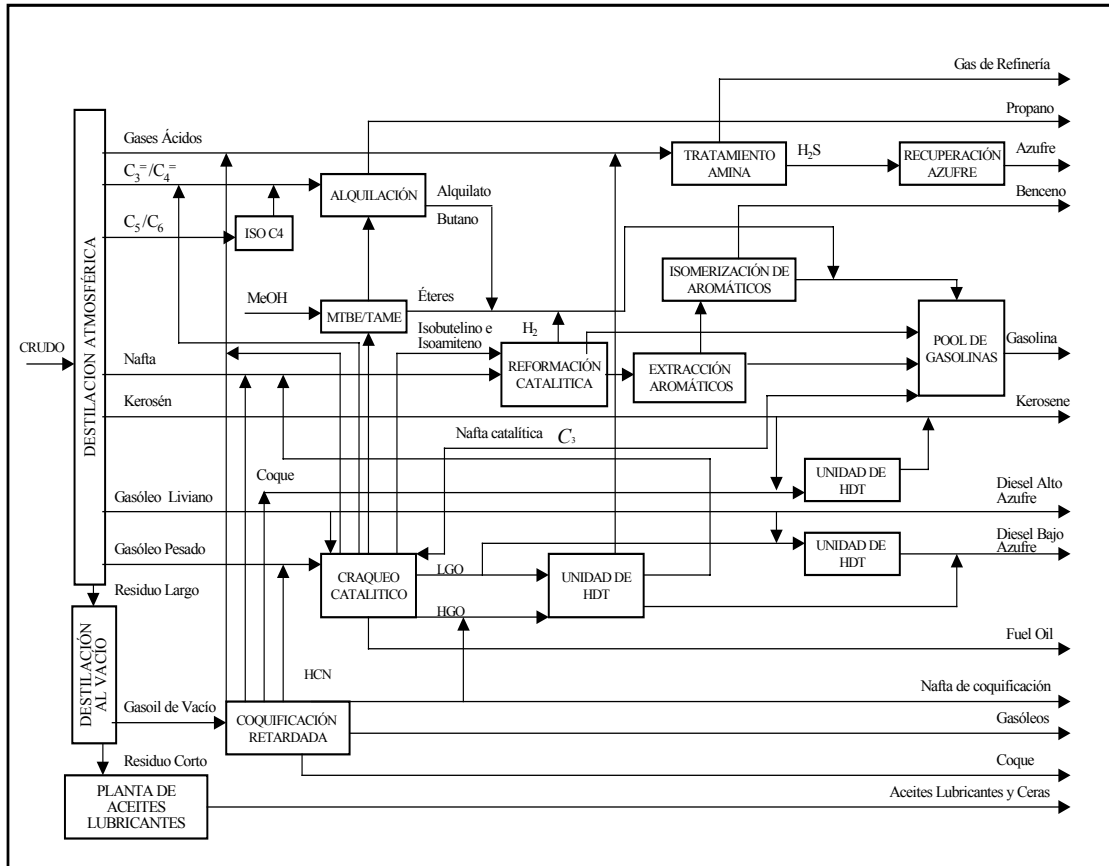 Gas de Refinería
Propano
Gases Ácidos
TRATAMIENTO
AMINA
H₂S
RECUPERACIÓN
AZUFRE
Azufre
C₃⁼/C₄⁼
ALQUILACIÓN
Alquilato
Butano
Benceno
C₅/C₆
ISO C4
ISOMERIZACIÓN DE
AROMÁTICOS
MeOH
MTBE/TAME
Éteres
H₂
Isobutelino e
Isoamiteno
POOL DE
GASOLINAS
Gasolina
CRUDO
DESTILACION ATMOSFÉRICA
Nafta
REFORMACIÓN
CATALITICA
EXTRACCIÓN
AROMÁTICOS
Kerosén
Kerosene
Nafta catalítica
C₃
Coque
UNIDAD DE
HDT
Gasóleo Liviano
Diesel Alto
Azufre
Gasóleo Pesado
CRAQUEO
CATALITICO
LGO
HGO
UNIDAD DE
HDT
UNIDAD DE
HDT
Diesel Bajo
Azufre
Residuo Largo
Fuel Oil
DESTILACIÓN
AL VACÍO
HCN
Nafta de coquificación
Gasoil de Vacío
COQUIFICACIÓN
RETARDADA
Gasóleos
Residuo Corto
Coque
PLANTA DE
ACEITES
LUBRICANTES
Aceites Lubricantes y Ceras